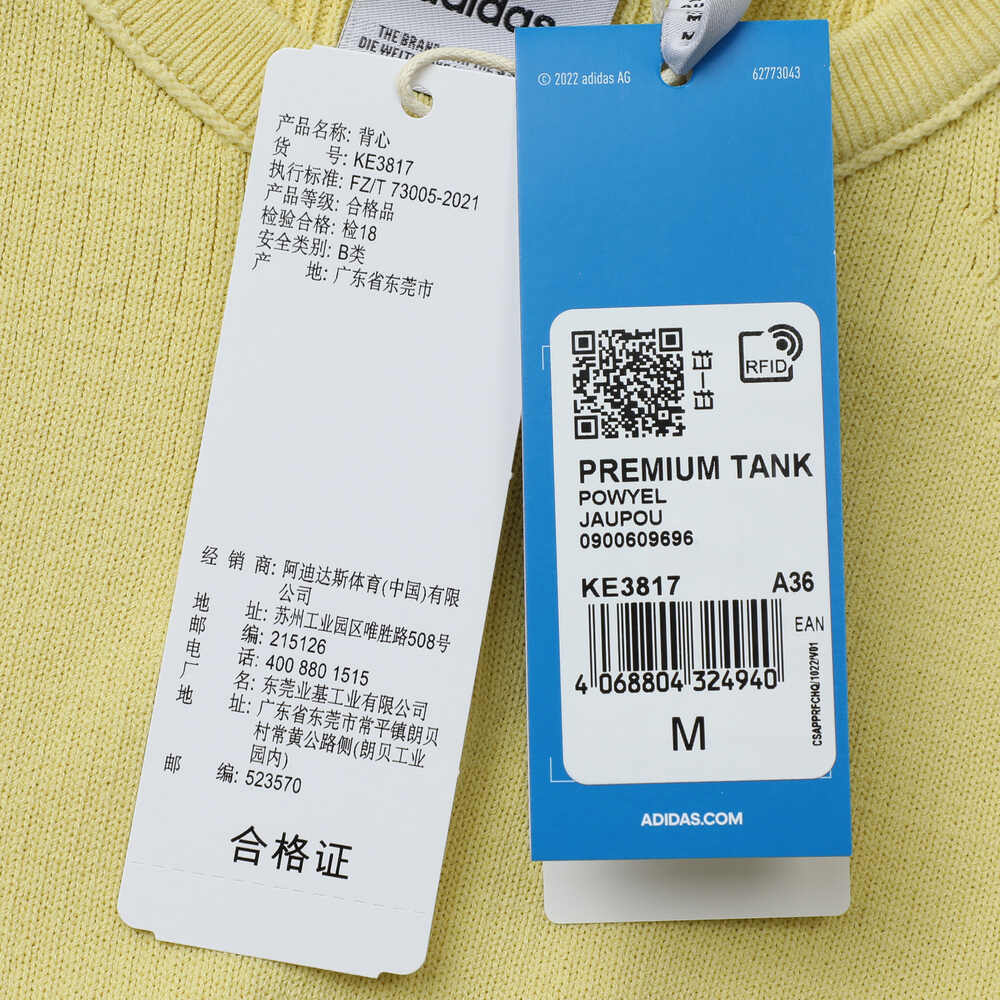 adidas
THE BRAND
DIE WELT
产品名称: 背心
货 号: KE3817
执行标准: FZ/T 73005-2021
产品等级: 合格品
检验合格: 检18
安全类别: B类
产 地: 广东省东莞市
经 销 商: 阿迪达斯体育(中国)有限
公司
地 址: 苏州工业园区唯胜路508号
邮 编: 215126
电 话: 400 880 1515
厂 名: 东莞业基工业有限公司
地 址: 广东省东莞市常平镇朗贝
村常黄公路侧(朗贝工业
园内)
邮 编: 523570
合格证
© 2022 adidas AG
62773043
扫一扫
RFID
PREMIUM TANK
POWYEL
JAUPOU
0900609696
KE3817 A36
EAN
4 068804 324940
CSAPPRFCHQ/1022/V01
M
ADIDAS.COM